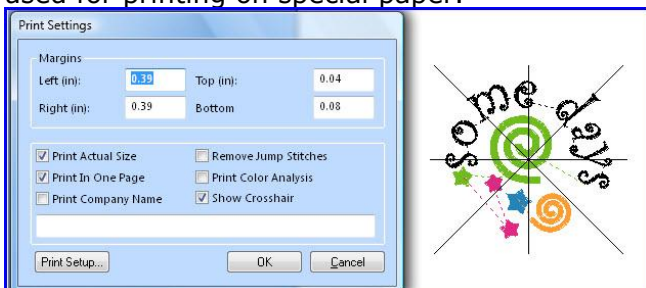 used for printing on special paper.
Print Settings
Margins
Left (in): 0.39 Top (in): 0.04
Right (in): 0.39 Bottom 0.08
Print Actual Size Remove Jump Stitches
Print In One Page Print Color Analysis
Print Company Name Show Crosshair
Print Setup... OK Cancel
some days